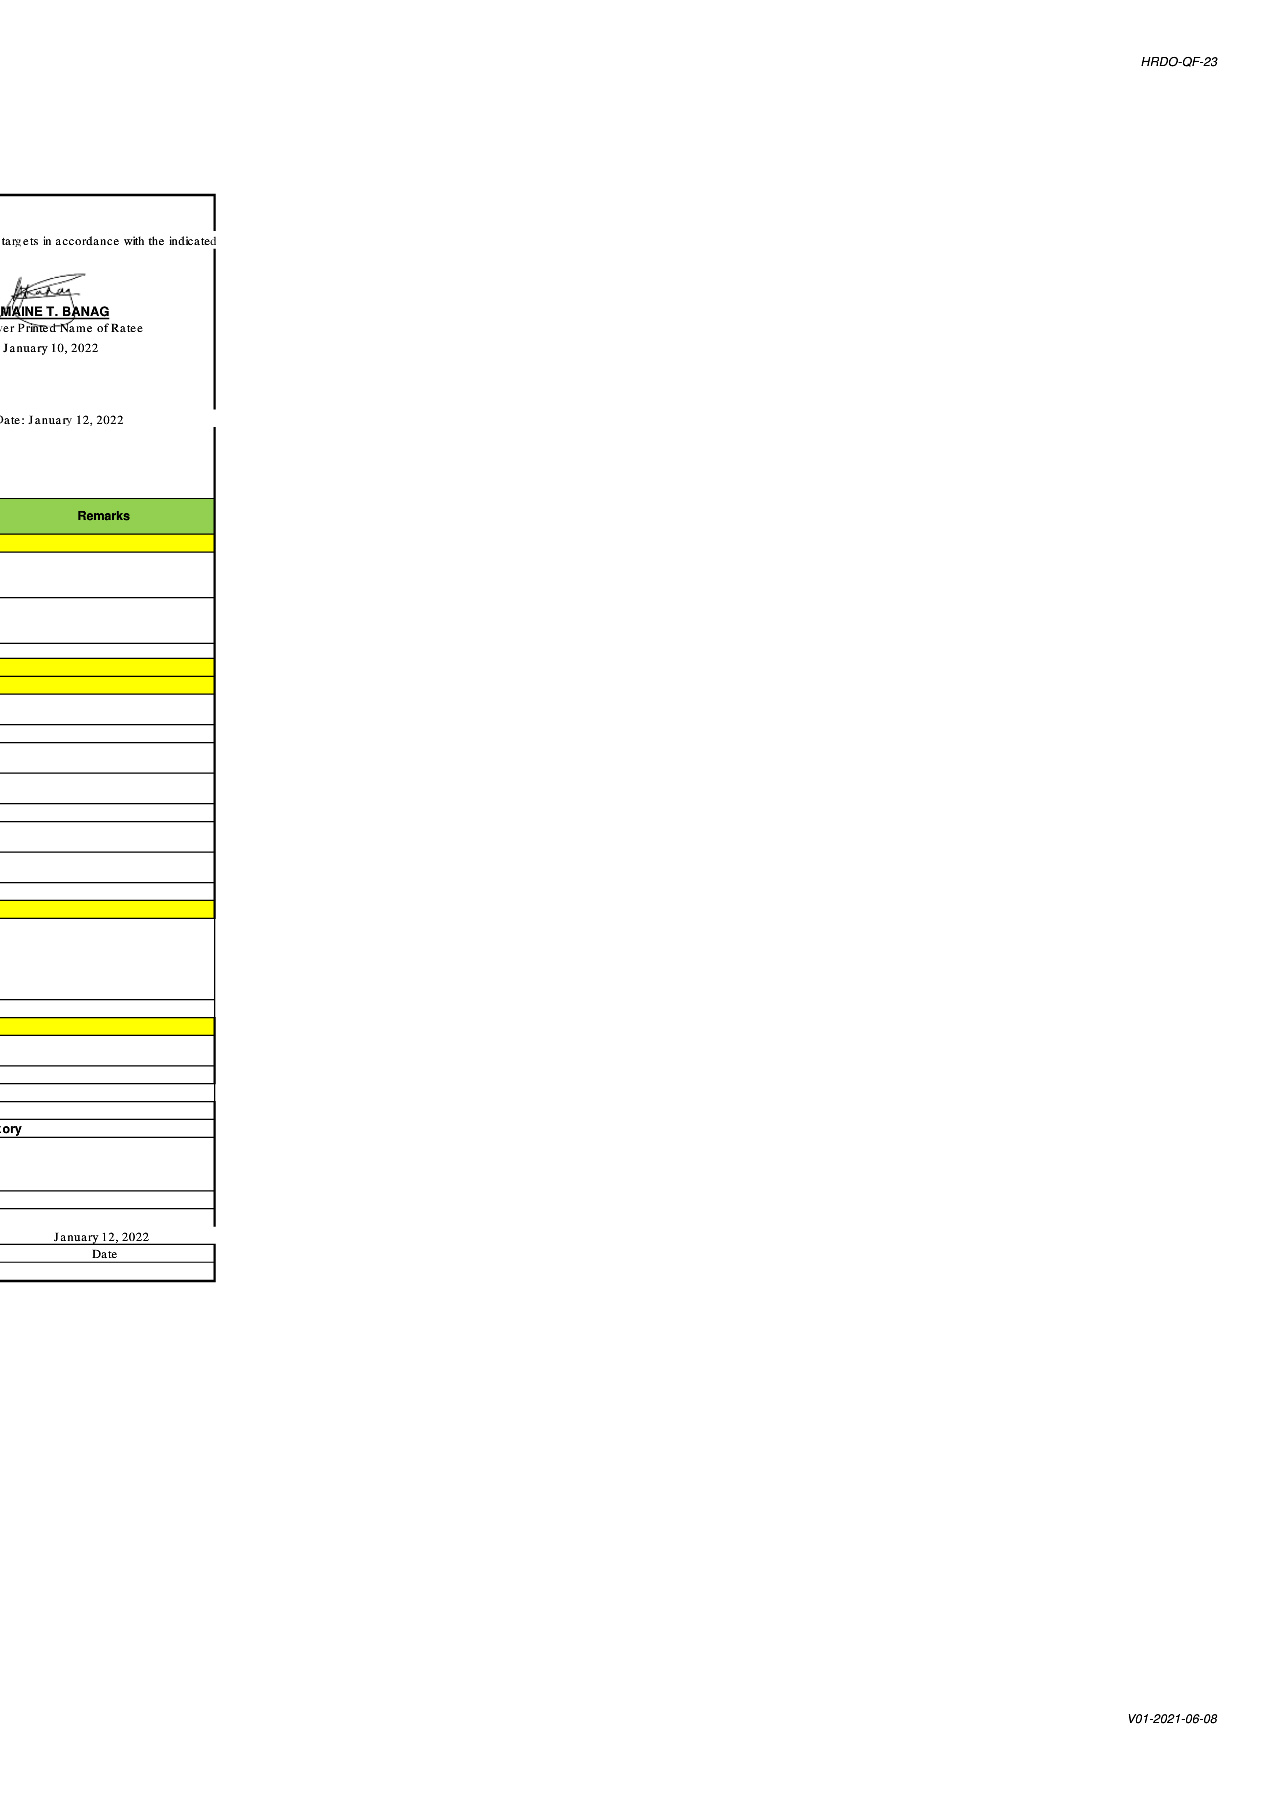 HRDO-QF-23
targets in accordance with the indicated
MAINE T. BANAG
ver Printed Name of Ratee
January 10, 2022
Date: January 12, 2022
Remarks
tory
January 12, 2022
Date
V01-2021-06-08